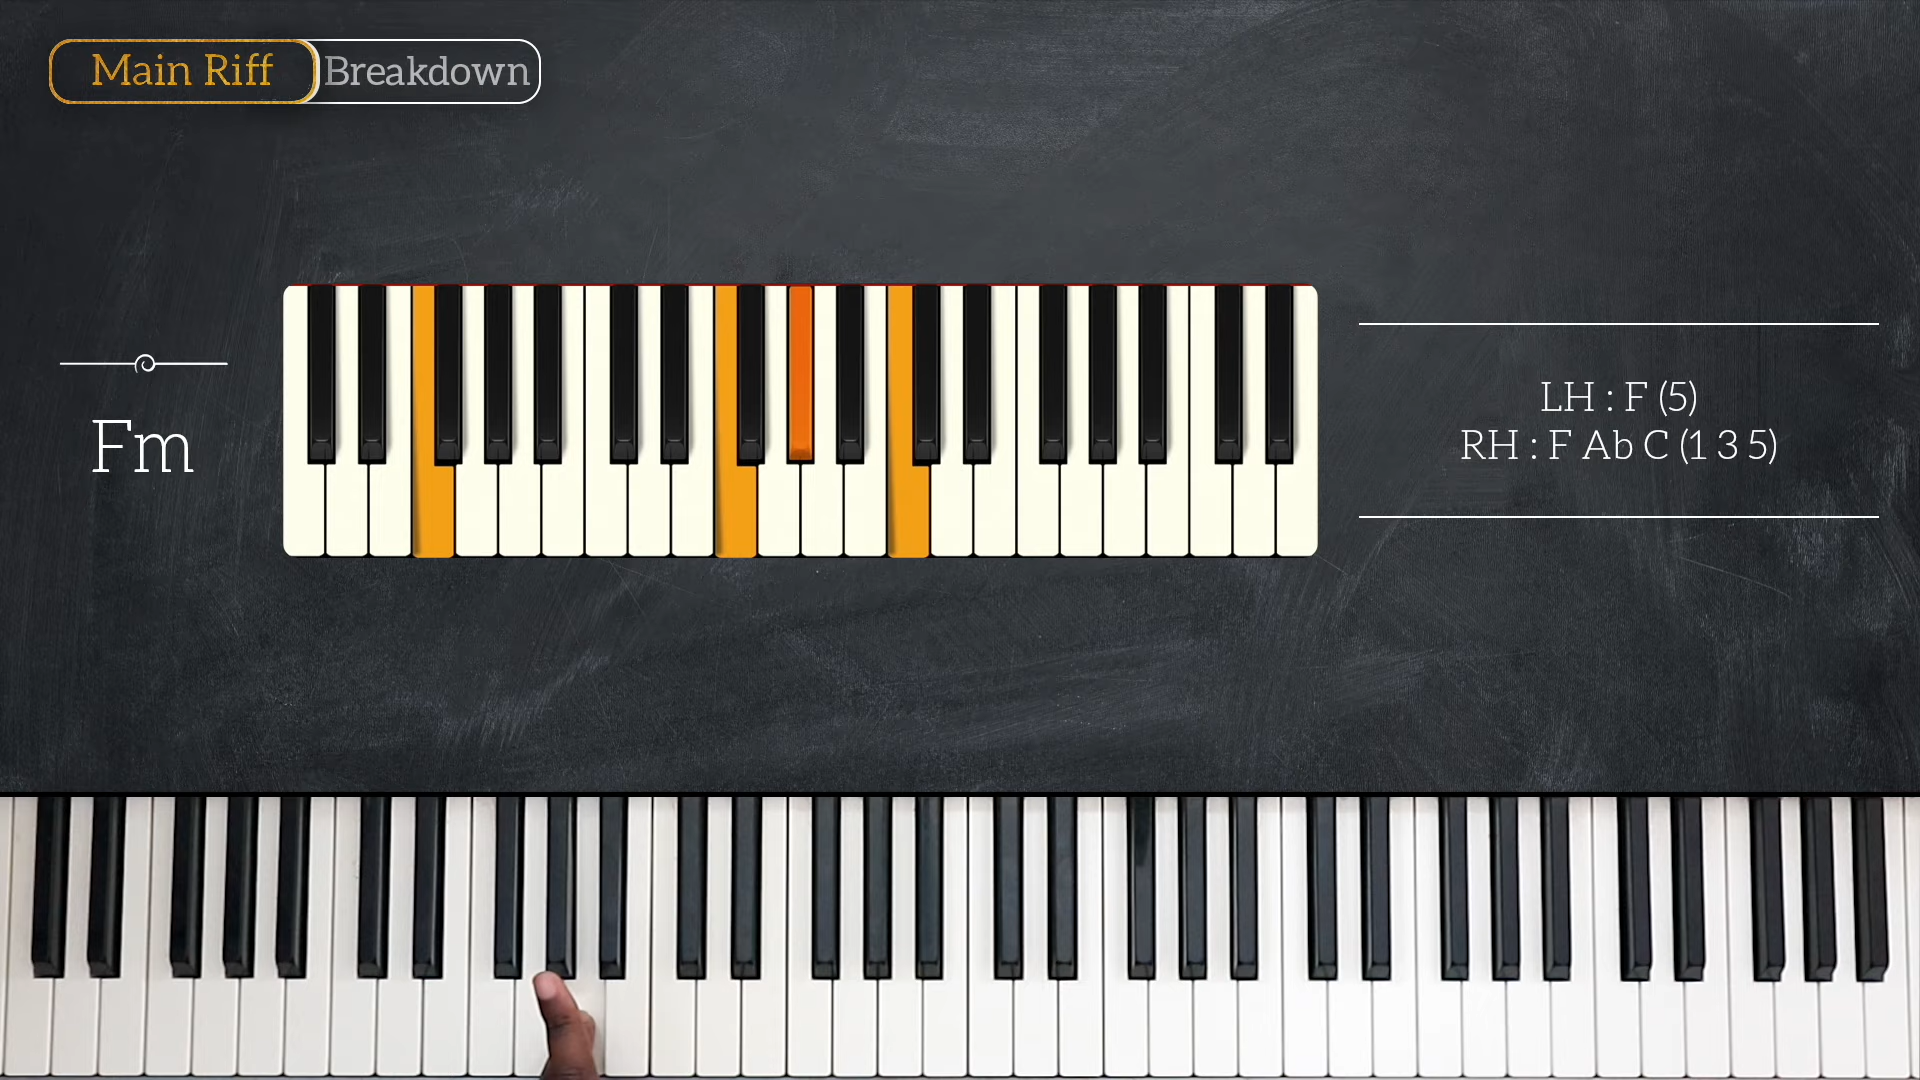 Main Riff Breakdown
Fm
LH : F (5)
RH : F Ab C (1 3 5)